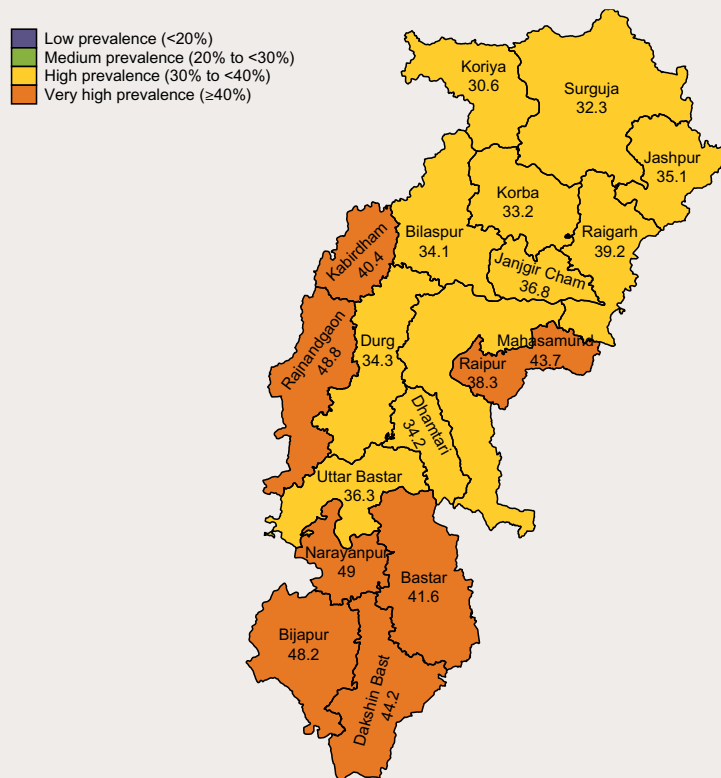 Low prevalence (<20%)
Medium prevalence (20% to <30%)
High prevalence (30% to <40%)
Very high prevalence (≥40%)
Koriya
30.6
Surguja
32.3
Jashpur
35.1
Korba
33.2
Bilaspur
34.1
Raigarh
39.2
Janjgir Cham
36.8
Kabirdham
40.4
Rajnandgaon
48.8
Durg
34.3
Mahasamund
43.7
Raipur
38.3
Dhamtari
34.2
Uttar Bastar
36.3
Narayanpur
49
Bastar
41.6
Bijapur
48.2
Dakshin Bast
44.2